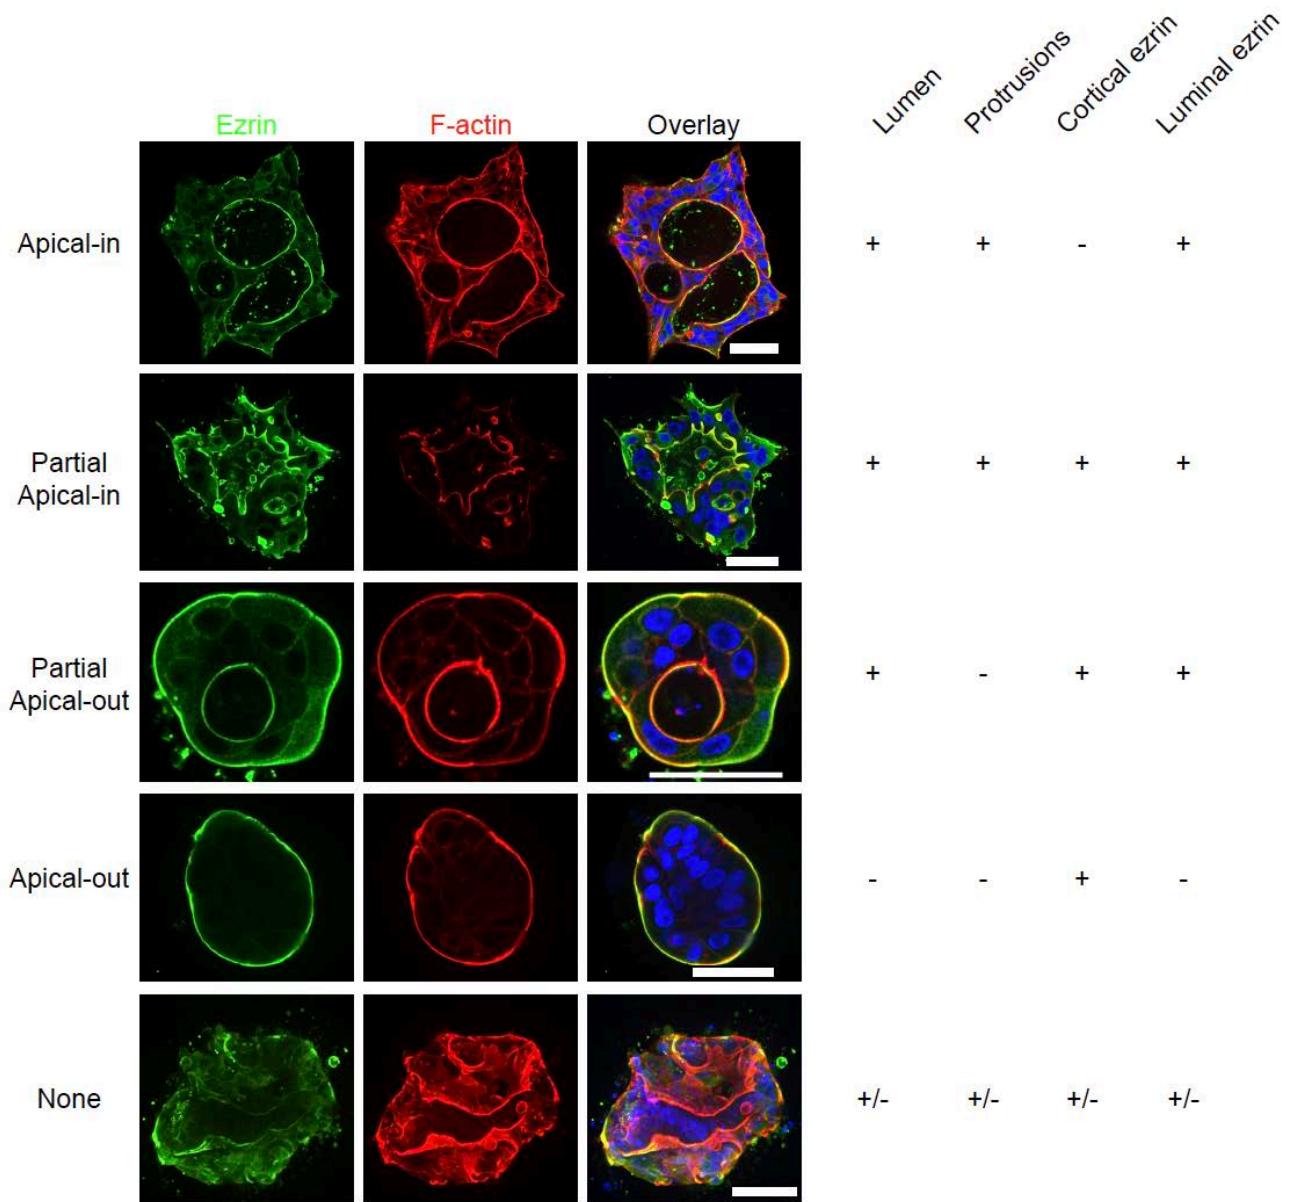 Lumen
Protrusions
Cortical ezrin
Luminal ezrin
Ezrin F-actin Overlay
Apical-in + + - +
Partial
Apical-in + + + +
Partial
Apical-out + - + +
Apical-out - - + -
None +/- +/- +/- +/-